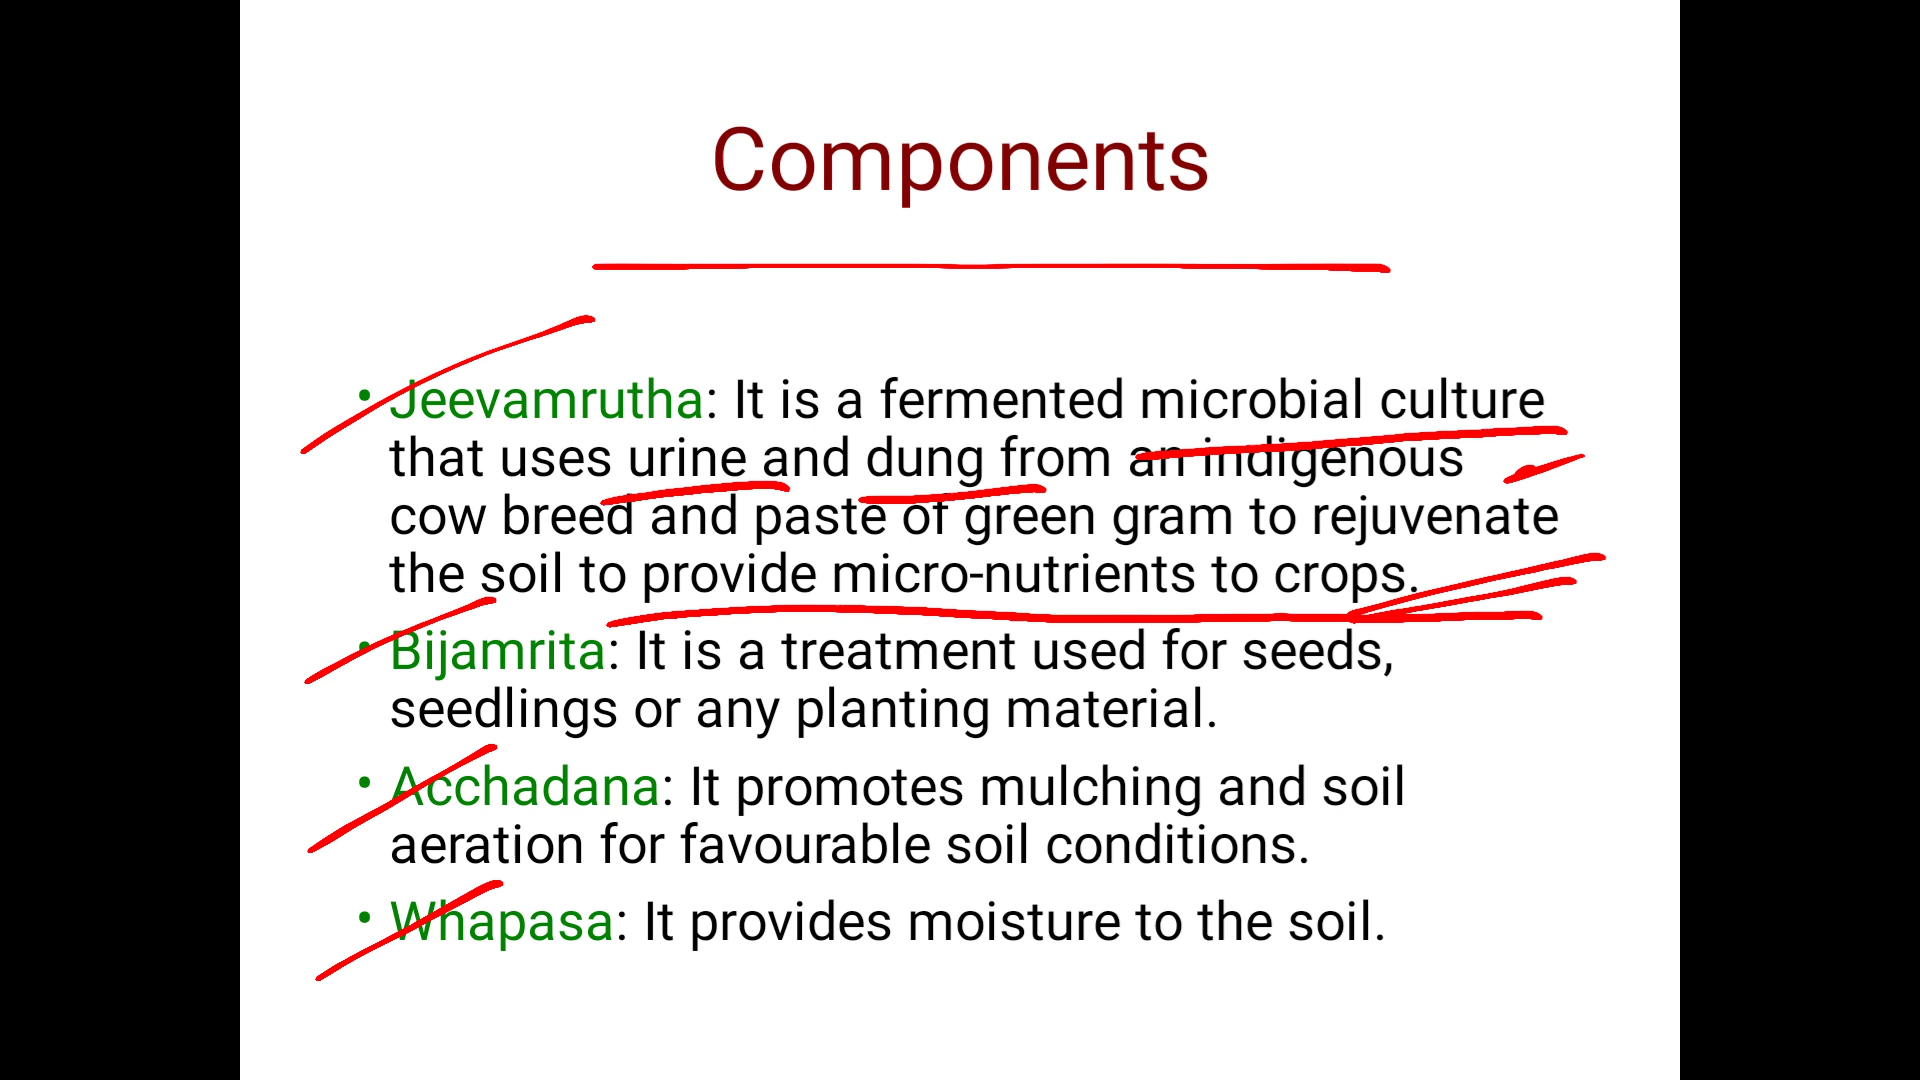 Components
• Jeevamrutha: It is a fermented microbial culture
that uses urine and dung from an indigenous
cow breed and paste of green gram to rejuvenate
the soil to provide micro-nutrients to crops.
• Bijamrita: It is a treatment used for seeds,
seedlings or any planting material.
• Acchadana: It promotes mulching and soil
aeration for favourable soil conditions.
• Whapasa: It provides moisture to the soil.